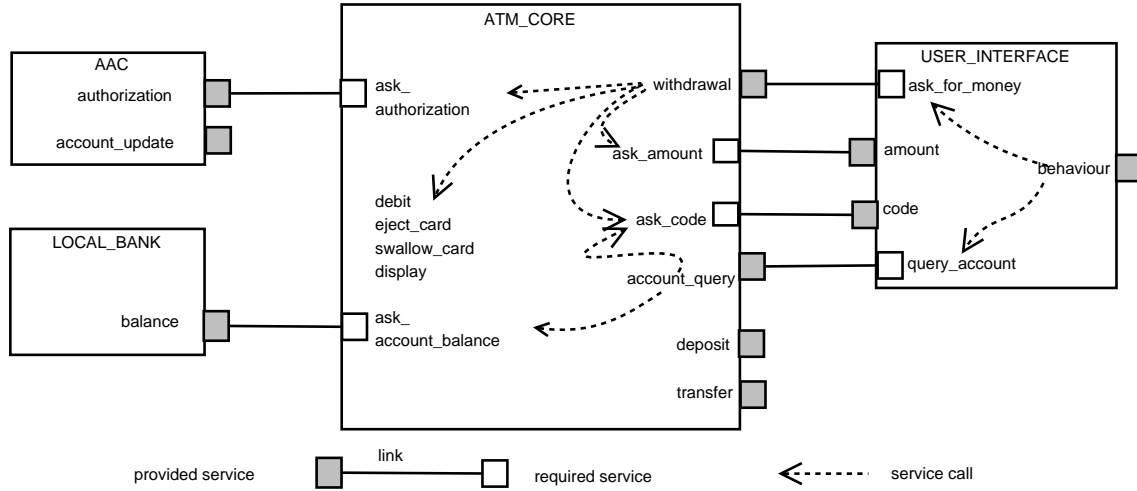 ATM_CORE
AAC
authorization
account_update
LOCAL_BANK
balance
ask_
authorization
withdrawal
ask_amount
debit
eject_card
swallow_card
display
ask_code
account_query
ask_
account_balance
deposit
transfer
USER_INTERFACE
ask_for_money
amount
behaviour
code
query_account
provided service
link
required service
service call